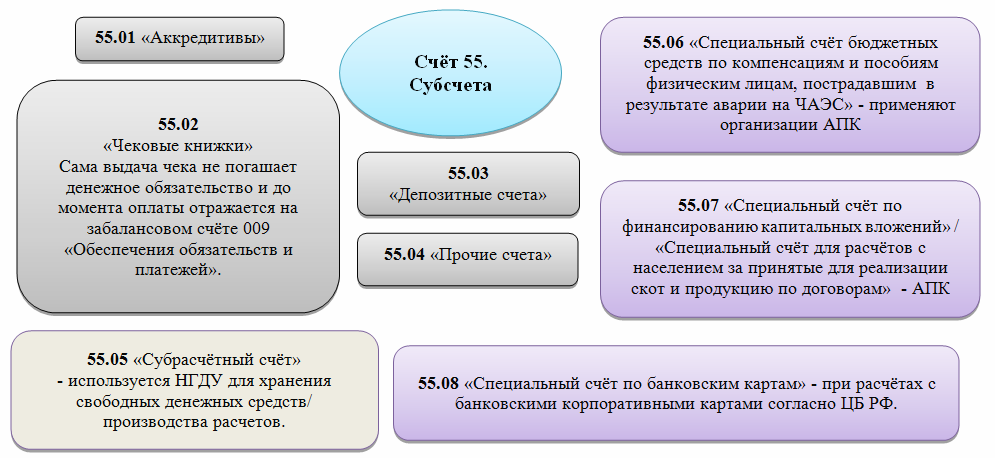 55.01 «Аккредитивы»
Счёт 55.
Субсчета
55.02
«Чековые книжки»
Сама выдача чека не погашает
денежное обязательство и до
момента оплаты отражается на
забалансовом счёте 009
«Обеспечения обязательств и
платежей».
55.03
«Депозитные счета»
55.04 «Прочие счета»
55.05 «Субрасчётный счёт»
- используется НГДУ для хранения
свободных денежных средств/
производства расчетов.
55.06 «Специальный счёт бюджетных
средств по компенсациям и пособиям
физическим лицам, пострадавшим в
результате аварии на ЧАЭС» - применяют
организации АПК
55.07 «Специальный счёт по
финансированию капитальных вложений» /
«Специальный счёт для расчётов с
населением за принятые для реализации
скот и продукцию по договорам» - АПК
55.08 «Специальный счёт по банковским картам» - при расчётах с
банковскими корпоративными картами согласно ЦБ РФ.